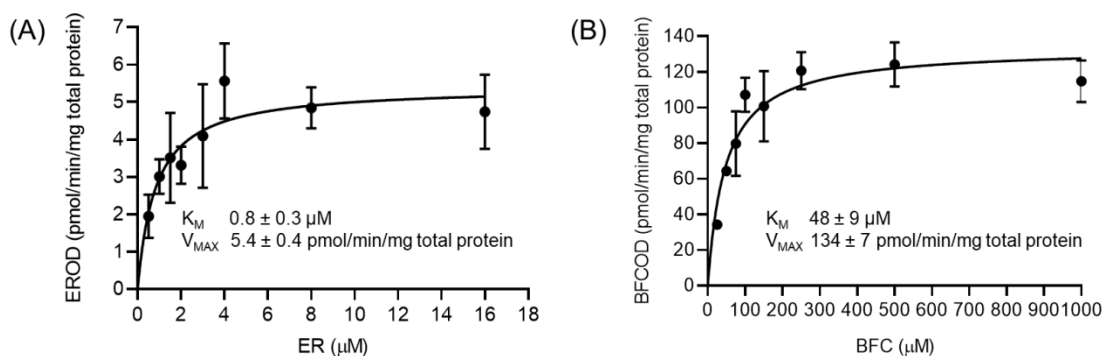 (A)
EROD (pmol/min/mg total protein)
7
6
5
4
3
2
1
0
K_M 0.8 ± 0.3 µM
V_MAX 5.4 ± 0.4 pmol/min/mg total protein
0 2 4 6 8 10 12 14 16 18
ER (µM)
(B)
BFCOD (pmol/min/mg total protein)
140
120
100
80
60
40
20
0
K_M 48 ± 9 µM
V_MAX 134 ± 7 pmol/min/mg total protein
0 100 200 300 400 500 600 700 800 900 1000
BFC (µM)